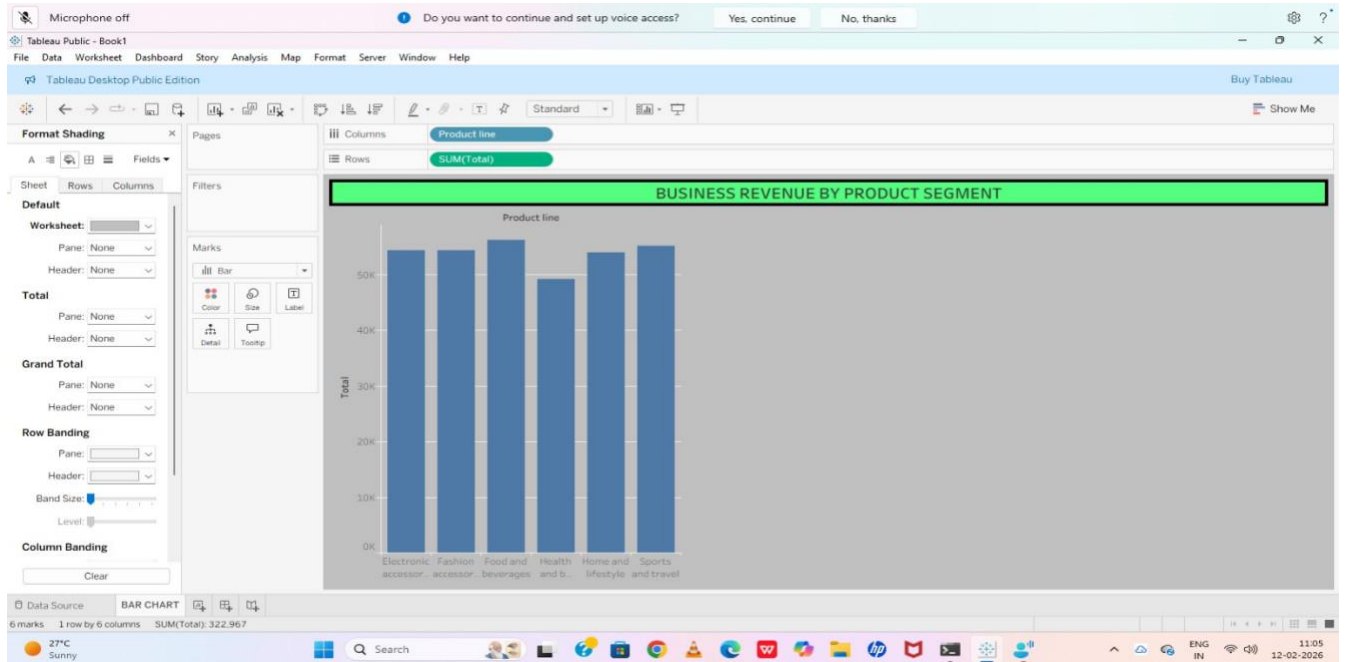 Microphone off
Do you want to continue and set up voice access?
Yes, continue
No, thanks
?
Tableau Public - Book1
File Data Worksheet Dashboard Story Analysis Map Format Server Window Help
Tableau Desktop Public Edition
Buy Tableau
Standard
Show Me
Format Shading
Fields
Sheet Rows Columns
Default
Worksheet:
Pane: None
Header: None
Total
Pane: None
Header: None
Grand Total
Pane: None
Header: None
Row Banding
Pane:
Header:
Band Size:
Level:
Column Banding
Clear
Pages
Filters
Marks
Bar
Color Size Label
Detail Tooltip
Columns Product line
Rows SUM(Total)
BUSINESS REVENUE BY PRODUCT SEGMENT
Product line
Total
50K
40K
30K
20K
10K
0K
Electronic Fashion Food and Health Home and Sports
accessor.. accessor.. beverages and b... lifestyle and travel
Data Source BAR CHART
6 marks 1 row by 6 columns SUM(Total): 322,967
27°C
Sunny
Search
ENG
IN
11:05
12-02-2026